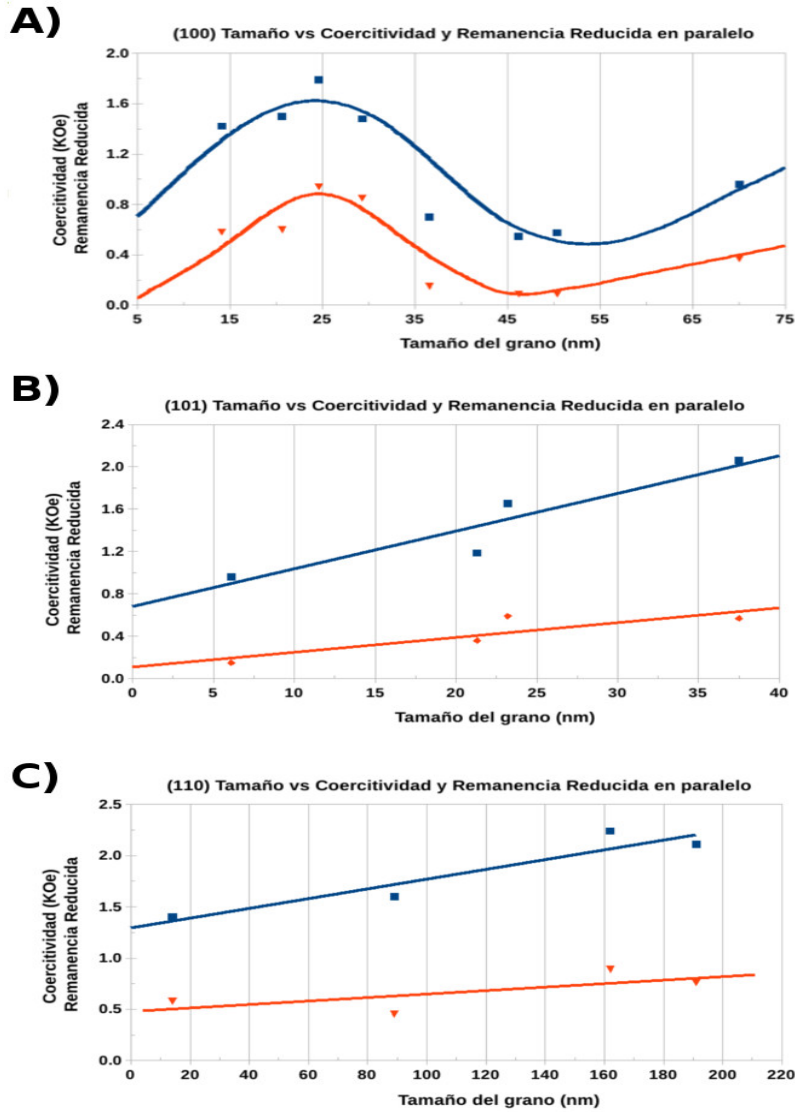 A)
(100) Tamaño vs Coercitividad y Remanencia Reducida en paralelo
Coercitividad (KOe)
Remanencia Reducida
2.0
1.6
1.2
0.8
0.4
0.0
5 15 25 35 45 55 65 75
Tamaño del grano (nm)
B)
(101) Tamaño vs Coercitividad y Remanencia Reducida en paralelo
Coercitividad (KOe)
Remanencia Reducida
2.4
2.0
1.6
1.2
0.8
0.4
0.0
0 5 10 15 20 25 30 35 40
Tamaño del grano (nm)
C)
(110) Tamaño vs Coercitividad y Remanencia Reducida en paralelo
Coercitividad (KOe)
Remanencia Reducida
2.5
2.0
1.5
1.0
0.5
0.0
0 20 40 60 80 100 120 140 160 180 200 220
Tamaño del grano (nm)